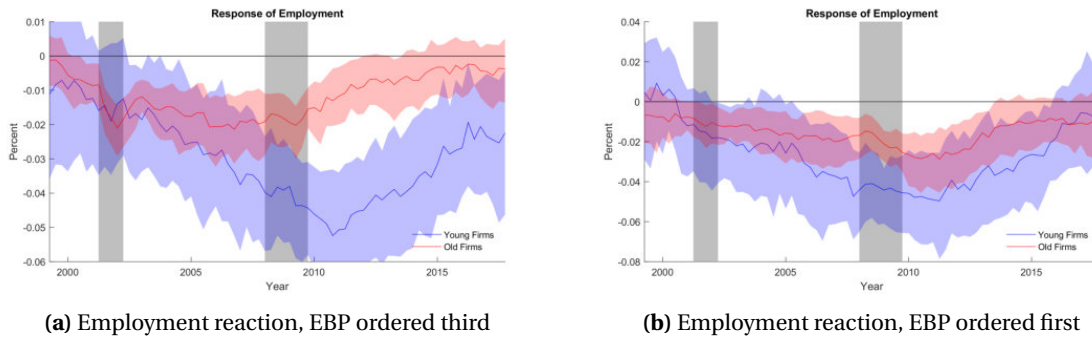 Response of Employment
0.01
0
-0.01
-0.02
-0.03
-0.04
-0.05
-0.06
Percent
2000
2005
2010
2015
Year
Young Firms
Old Firms
(a) Employment reaction, EBP ordered third
Response of Employment
0.04
0.02
0
-0.02
-0.04
-0.06
-0.08
Percent
2000
2005
2010
2015
Year
Young Firms
Old Firms
(b) Employment reaction, EBP ordered first